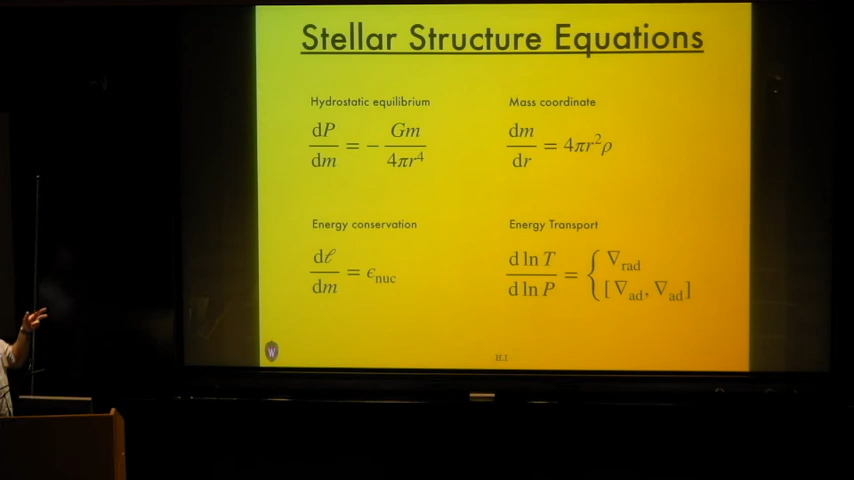 Stellar Structure Equations
Hydrostatic equilibrium
dP/dm = − Gm/4πr⁴
Mass coordinate
dm/dr = 4πr²ρ
Energy conservation
dℓ/dm = ϵ_nuc
Energy Transport
d ln T/d ln P = { ∇_rad
[∇_ad, ∇_ad]
W
H.I